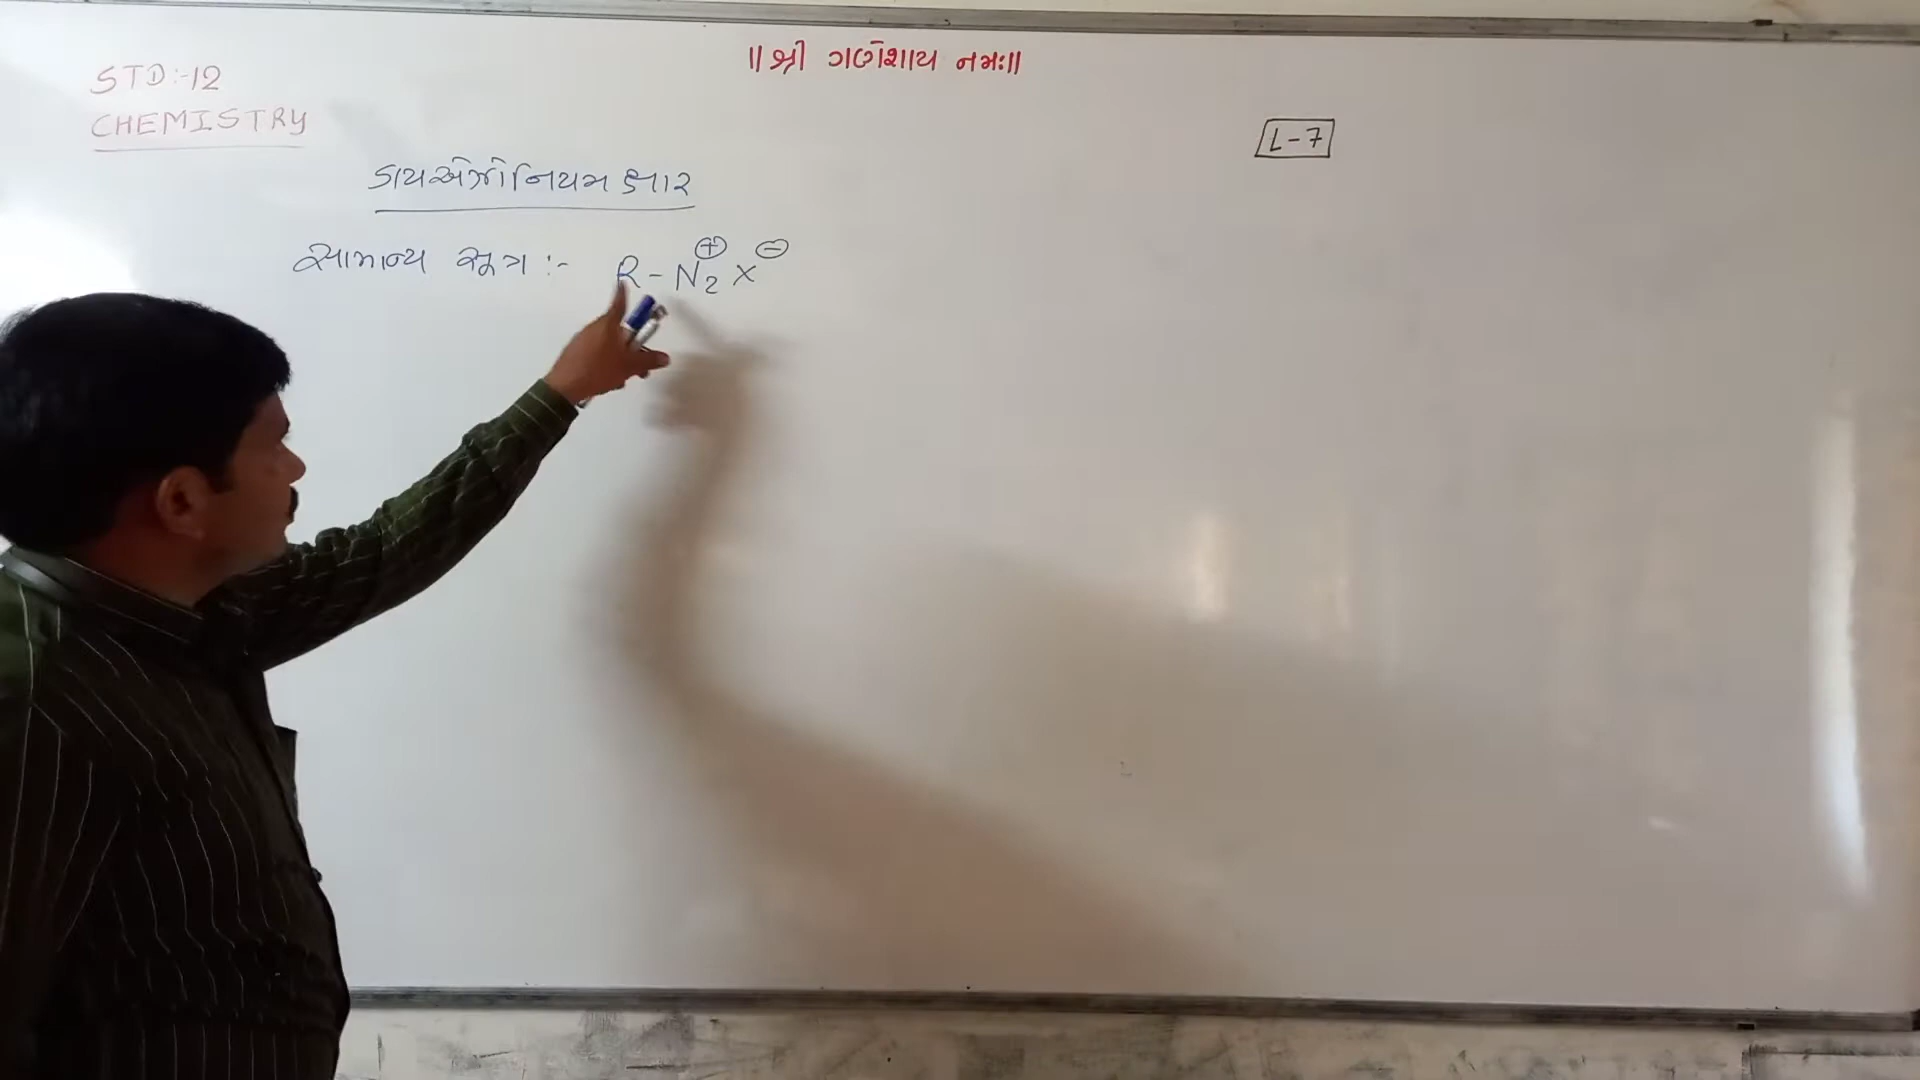 ॥ શ્રી ગણેશાય નમઃ॥
STD:-12
CHEMISTRY
L-7
ડાયએઝોનિયમ ક્ષાર
સામાન્ય સૂત્ર :- R-N₂⊕ X⊖